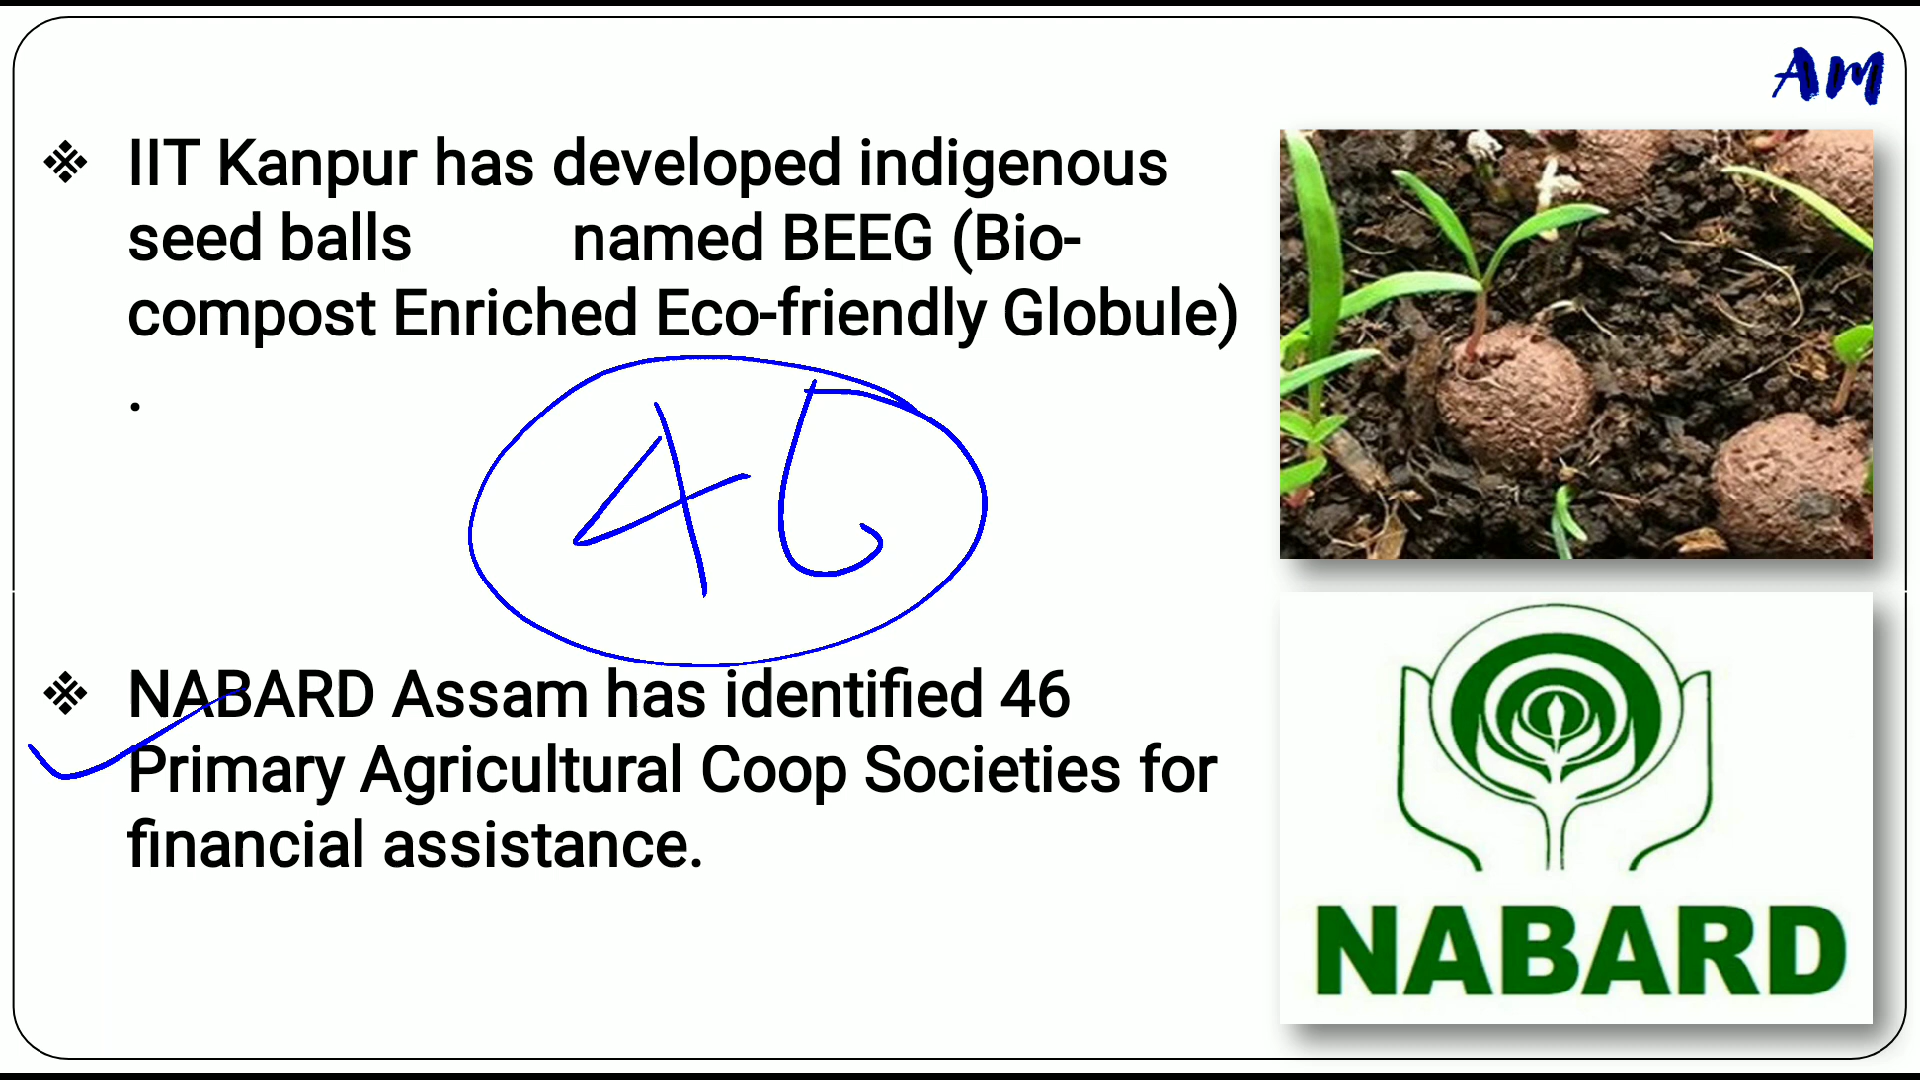 AM
❖ IIT Kanpur has developed indigenous
seed balls named BEEG (Bio-
compost Enriched Eco-friendly Globule)
.
46
❖ NABARD Assam has identified 46
Primary Agricultural Coop Societies for
financial assistance.
NABARD